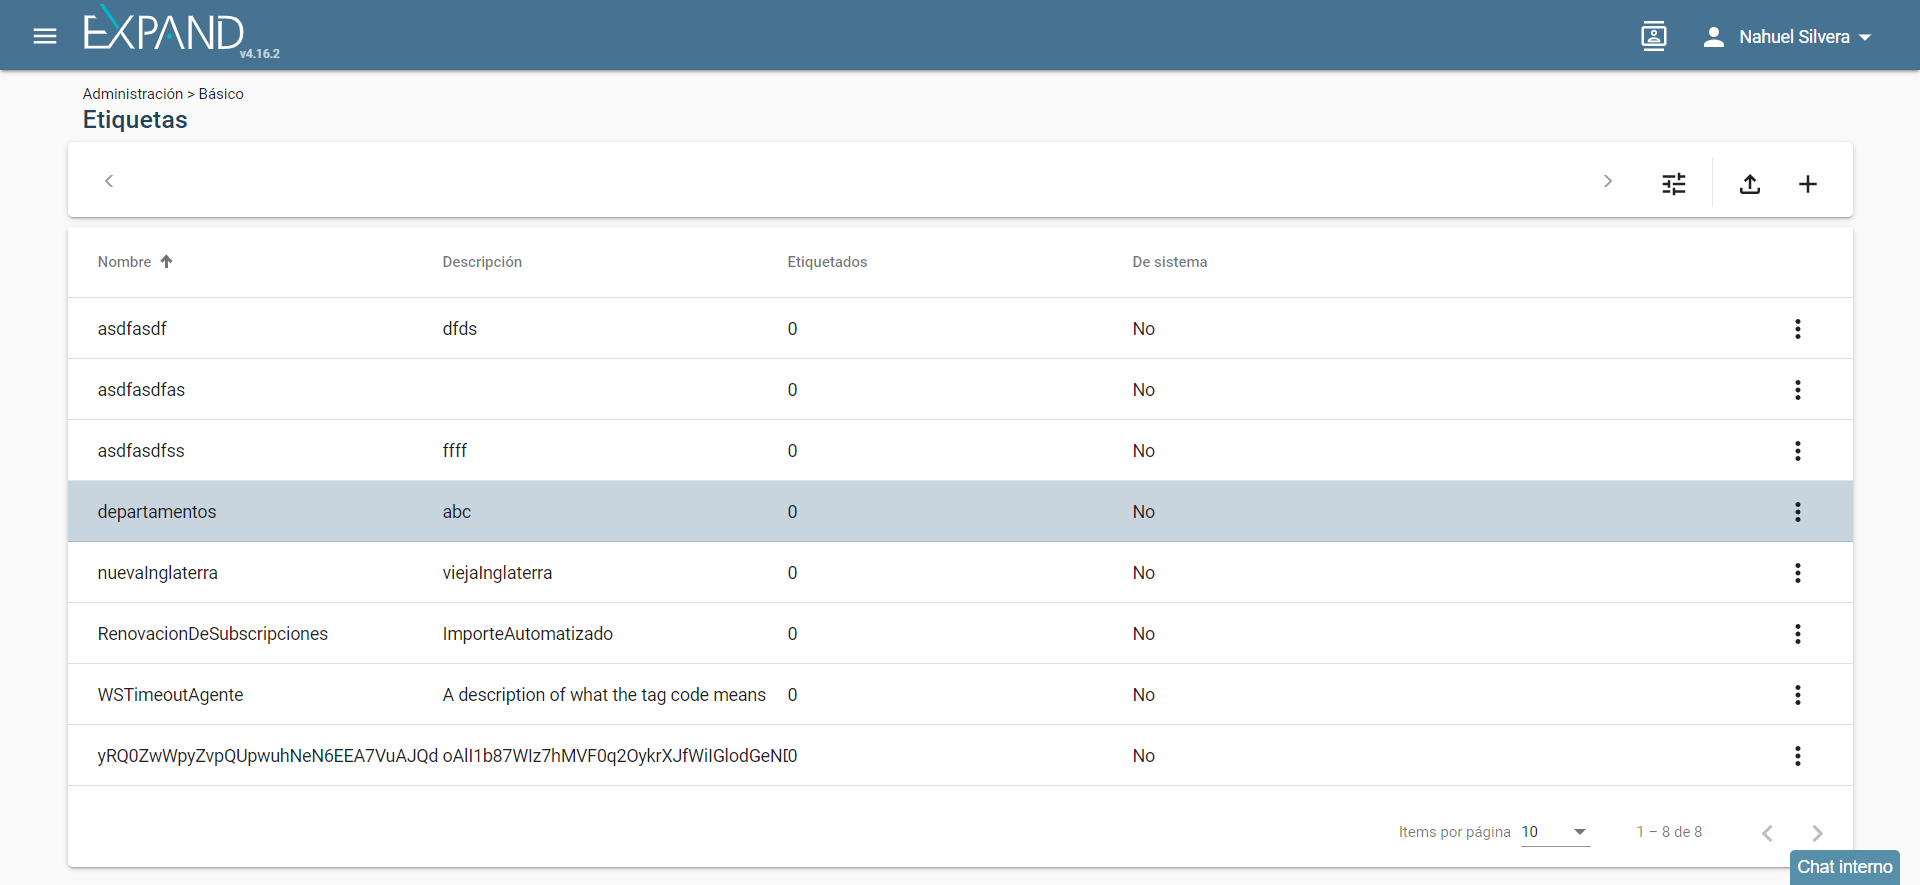 EXPAND
v4.16.2
Nahuel Silvera
Administración > Básico
Etiquetas
Nombre Descripción Etiquetados De sistema
asdfasdf dfds 0 No
asdfasdfas 0 No
asdfasdfss ffff 0 No
departamentos abc 0 No
nuevaInglaterra viejaInglaterra 0 No
RenovacionDeSubscripciones ImporteAutomatizado 0 No
WSTimeoutAgente A description of what the tag code means 0 No
0 No
Items por página 10 1 – 8 de 8
Chat interno